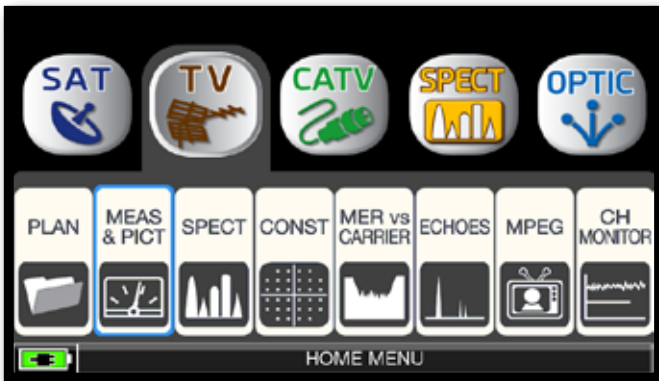 SAT
TV
CATV
SPECT
OPTIC
PLAN
MEAS
& PICT
SPECT
CONST
MER vs
CARRIER
ECHOES
MPEG
CH
MONITOR
HOME MENU